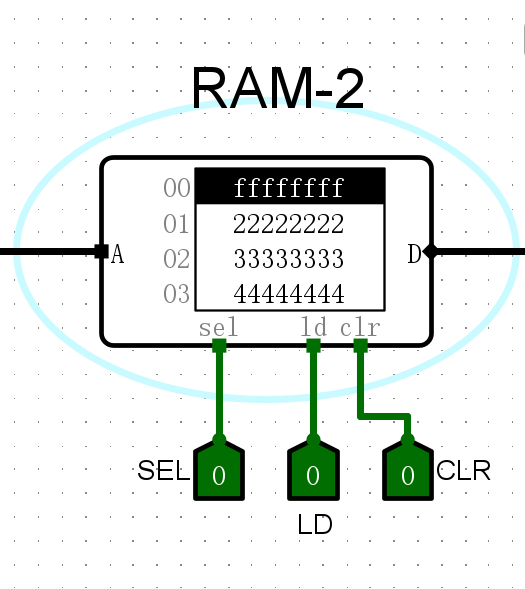 RAM-2
00 ffffffff
01 22222222
A 02 33333333 D
03 44444444
sel ld clr
SEL 0 0 0 CLR
LD